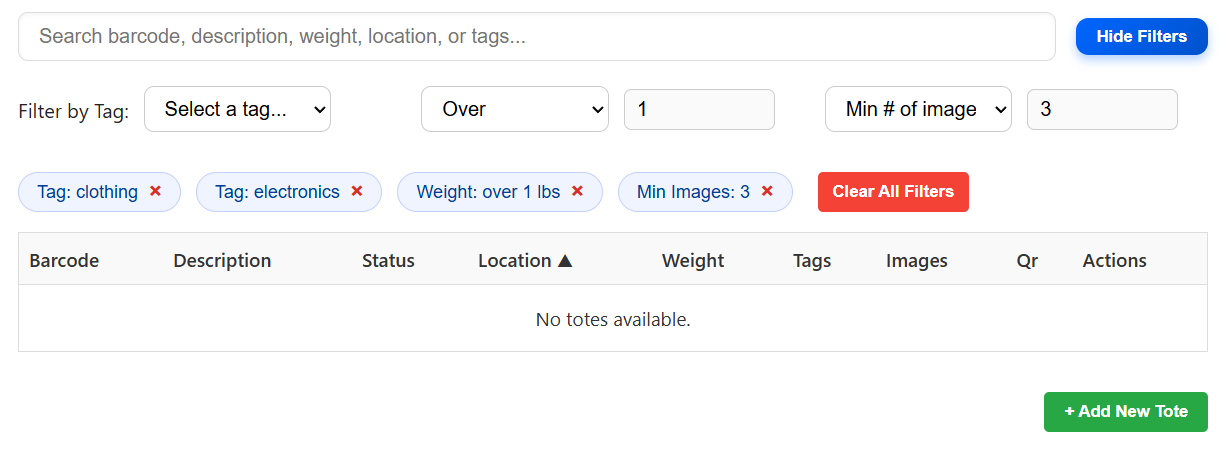 Search barcode, description, weight, location, or tags...
Hide Filters
Filter by Tag: Select a tag... Over 1 Min # of image 3
Tag: clothing × Tag: electronics × Weight: over 1 lbs × Min Images: 3 × Clear All Filters
Barcode Description Status Location ▲ Weight Tags Images Qr Actions
No totes available.
+ Add New Tote